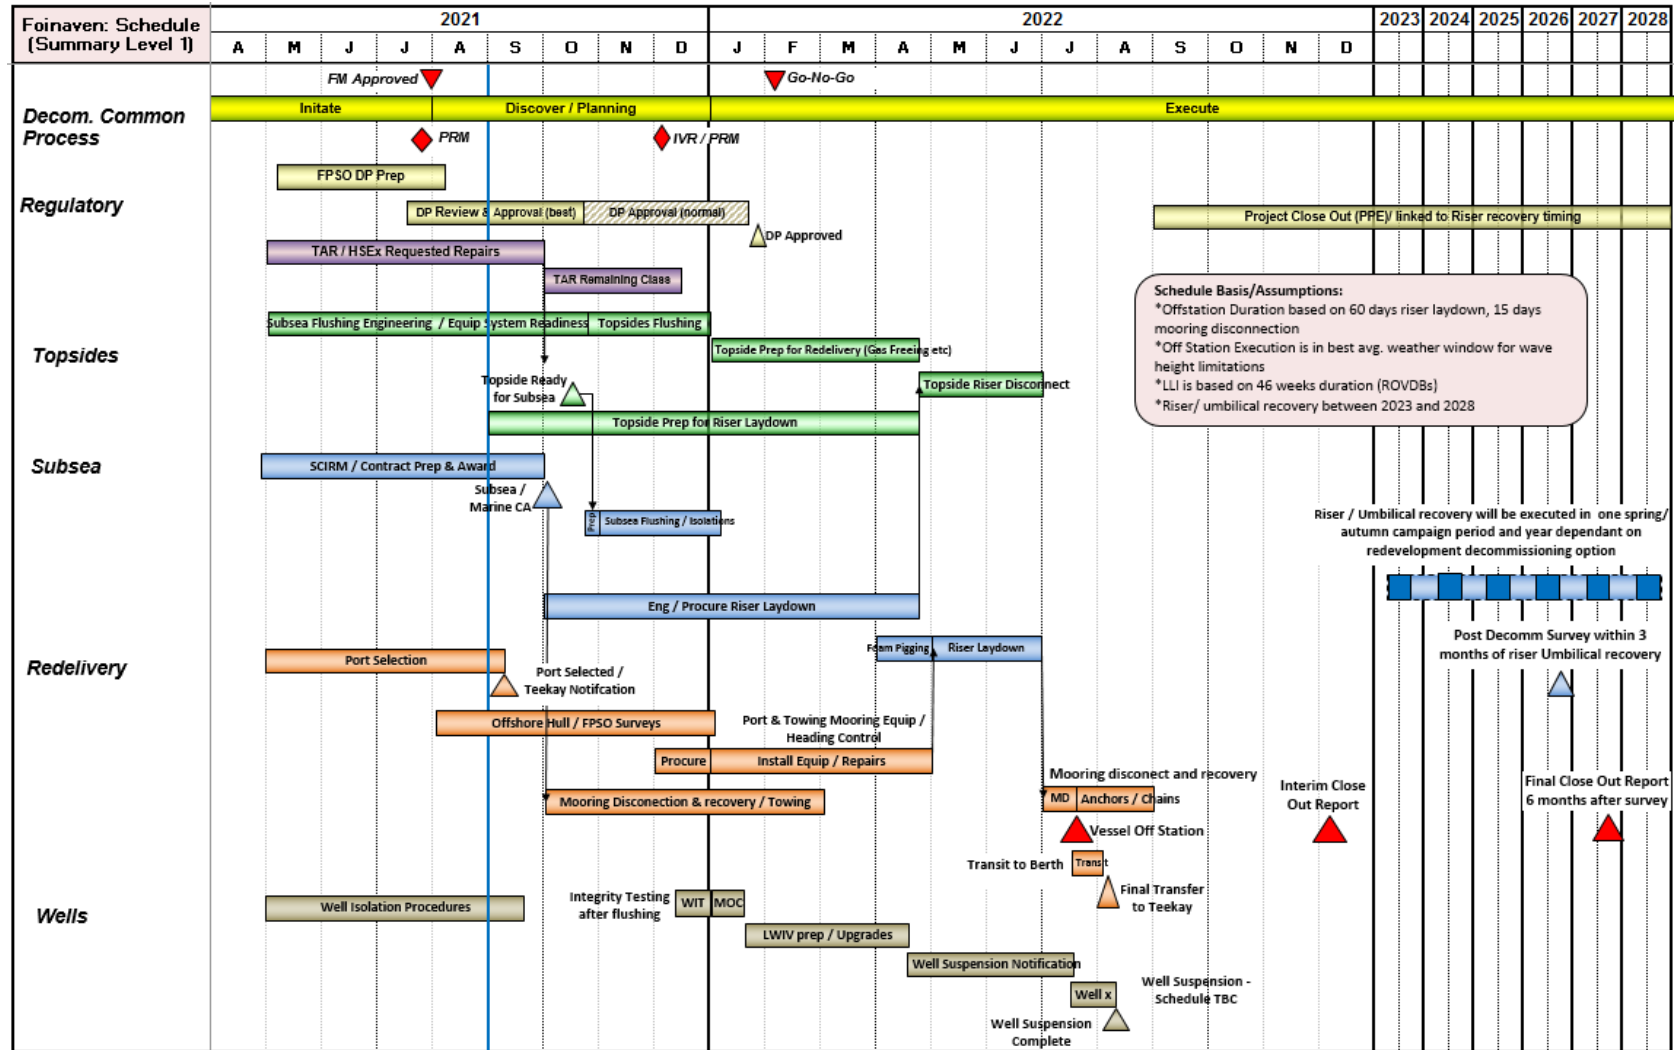 Foinaven: Schedule
(Summary Level 1)
2021
2022
2023
2024
2025
2026
2027
2028
A M J J A S O N D J F M A M J J A S O N D
FM Approved
Go-No-Go
Decom. Common
Process
Initate
Discover / Planning
Execute
PRM
IVR / PRM
FPSO DP Prep
Regulatory
DP Review & Approval (best)
DP Approval (normal)
Project Close Out (PPE)/ linked to Riser recovery timing
DP Approved
TAR / HSEx Requested Repairs
TAR Remaining Class
Schedule Basis/Assumptions:
*Offstation Duration based on 60 days riser laydown, 15 days
mooring disconnection
*Off Station Execution is in best avg. weather window for wave
height limitations
*LLI is based on 46 weeks duration (ROVDBs)
*Riser/ umbilical recovery between 2023 and 2028
Subsea Flushing Engineering / Equip System Readiness
Topsides Flushing
Topsides
Topside Prep for Redelivery (Gas Freeing etc)
Topside Ready
for Subsea
Topside Riser Disconnect
Topside Prep for Riser Laydown
Subsea
SCIRM / Contract Prep & Award
Subsea /
Marine CA
Prep
Subsea Flushing / Isolations
Riser / Umbilical recovery will be executed in one spring/
autumn campaign period and year dependant on
redevelopment decommissioning option
Eng / Procure Riser Laydown
Foam Pigging
Riser Laydown
Post Decomm Survey within 3
months of riser Umbilical recovery
Redelivery
Port Selection
Port Selected /
Teekay Notifcation
Offshore Hull / FPSO Surveys
Port & Towing Mooring Equip /
Heading Control
Procure
Install Equip / Repairs
Mooring disconect and recovery
Mooring Disconection & recovery / Towing
MD
Anchors / Chains
Interim Close
Out Report
Final Close Out Report
6 months after survey
Vessel Off Station
Transit to Berth
Transit
Final Transfer
to Teekay
Wells
Well Isolation Procedures
Integrity Testing
after flushing
WIT
MOC
LWIV prep / Upgrades
Well Suspension Notification
Well x
Well Suspension -
Schedule TBC
Well Suspension
Complete